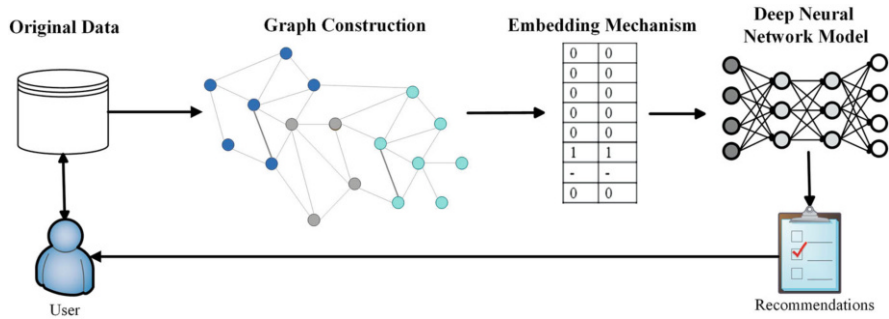 Original Data
Graph Construction
Embedding Mechanism
Deep Neural
Network Model
0 0
0 0
0 0
0 0
0 0
1 1
- -
0 0
User
Recommendations